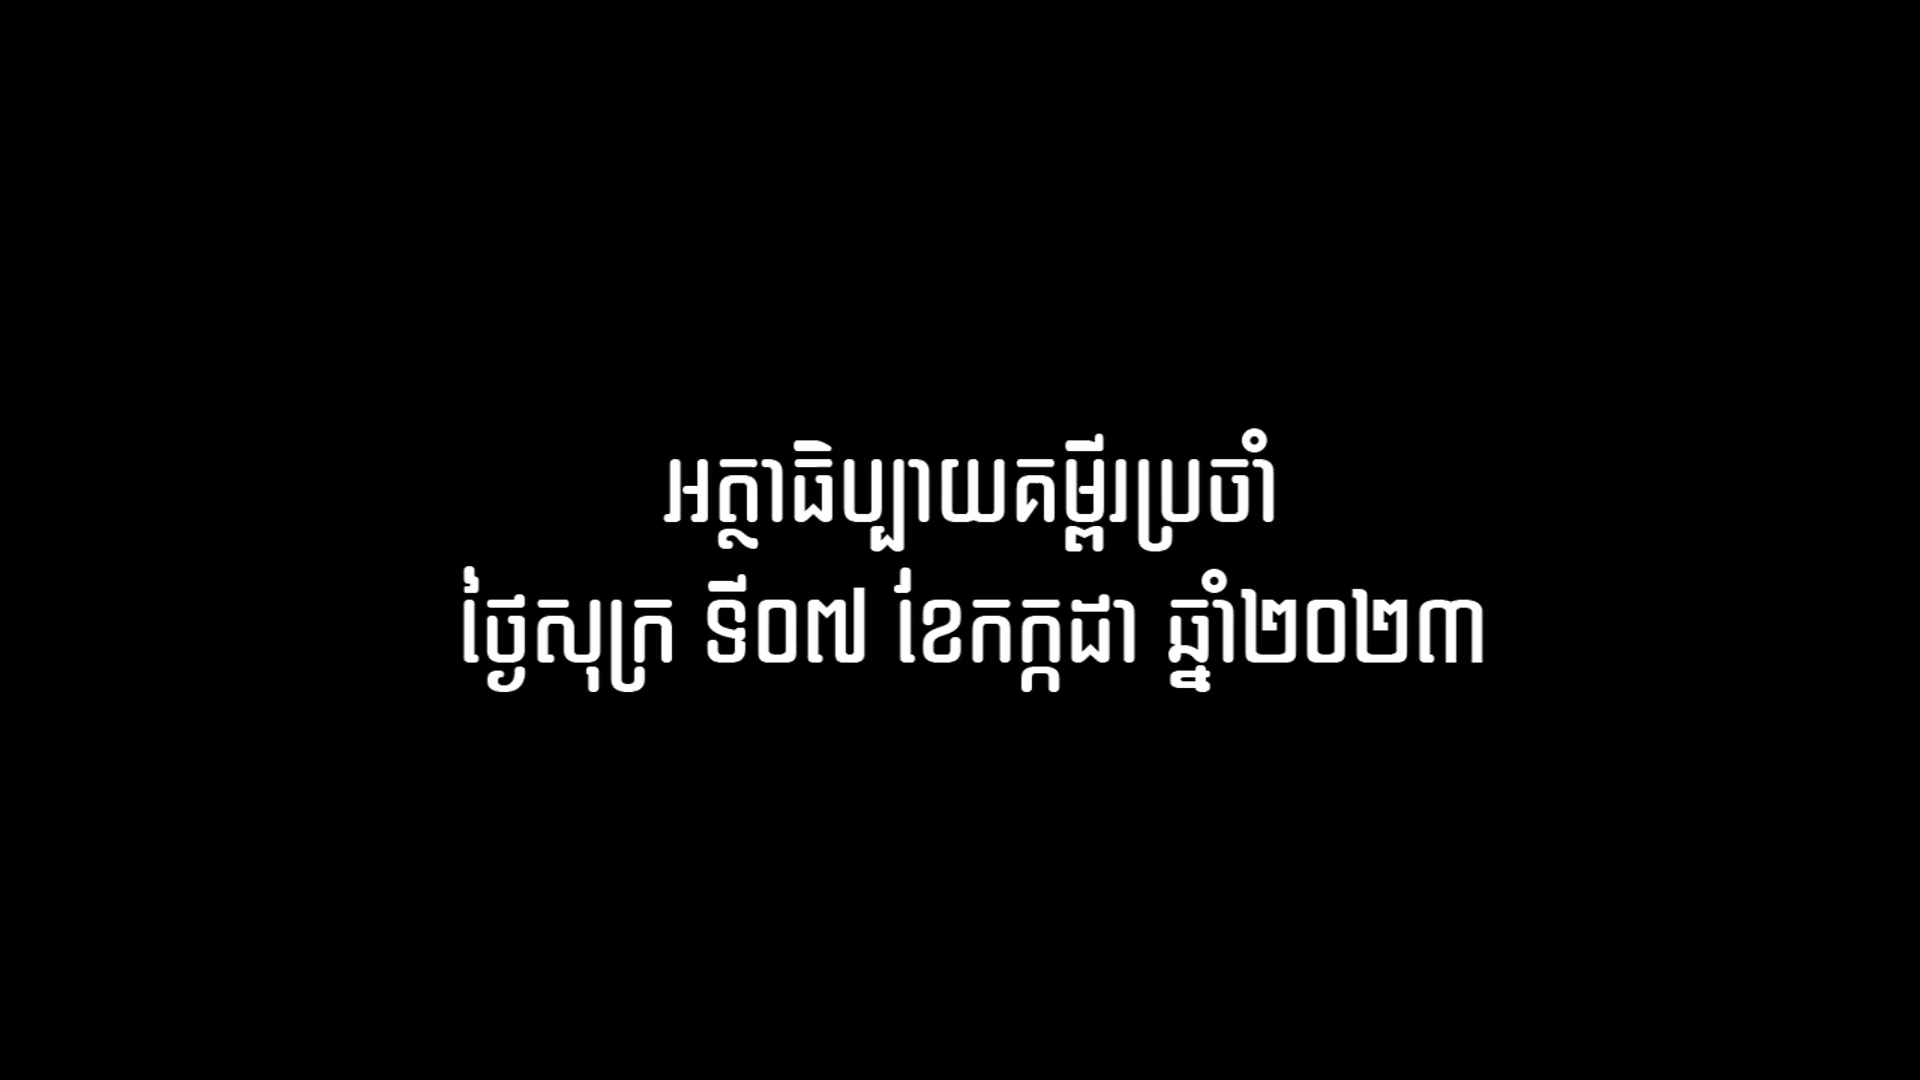 អត្ថាធិប្បាយគម្ពីរប្រចាំ
ថ្ងៃសុក្រ ទី០៧ ខែកក្កដា ឆ្នាំ២០២៣